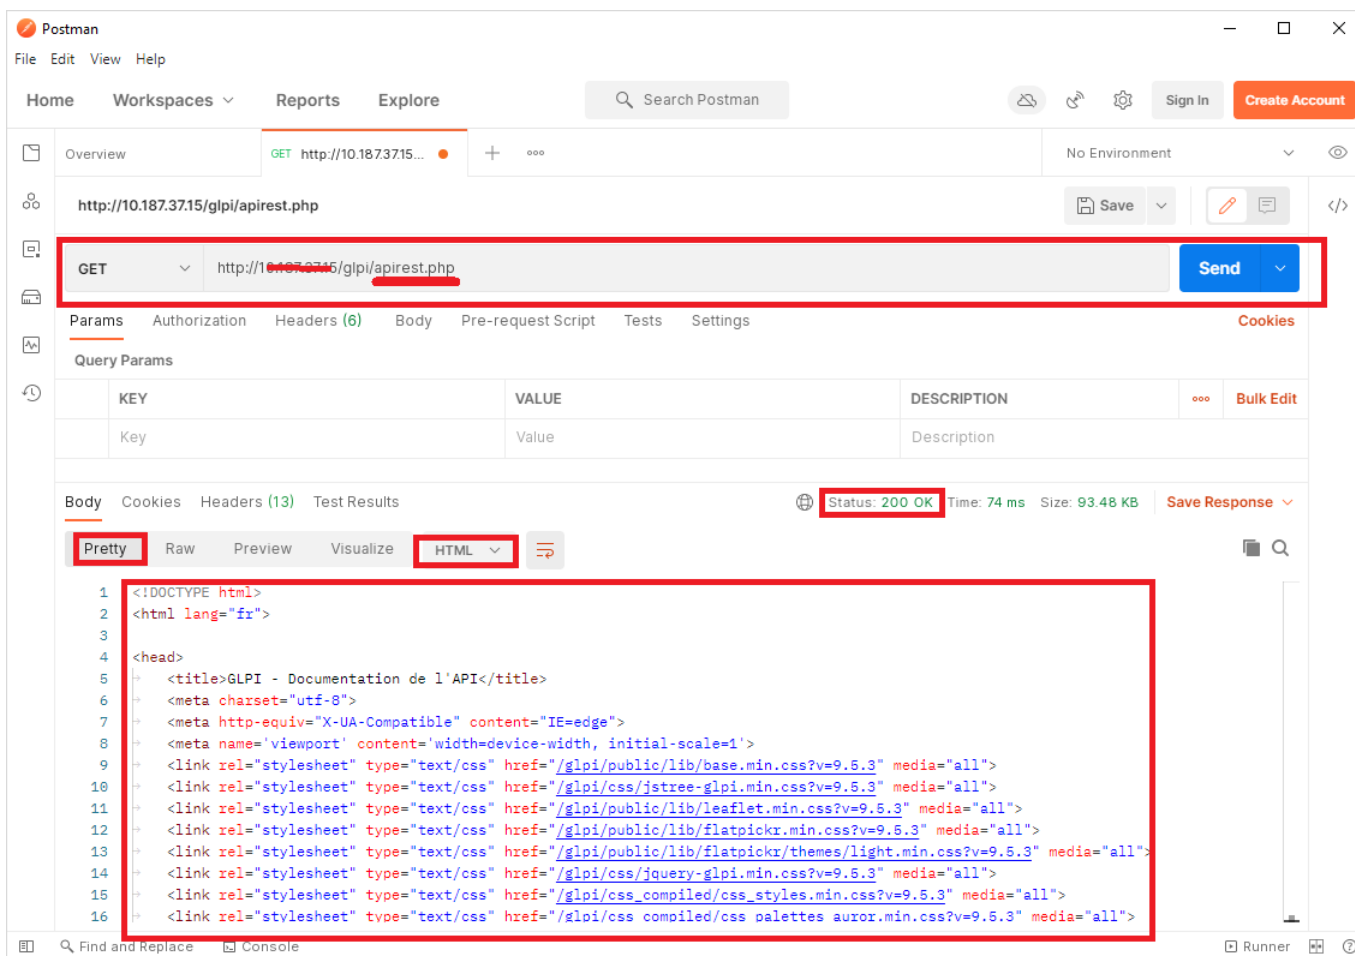 Postman
File Edit View Help
Home Workspaces Reports Explore Search Postman Sign In Create Account
Overview GET http://10.187.37.15... No Environment
http://10.187.37.15/glpi/apirest.php Save
GET http://10.187.37.15/glpi/apirest.php Send
Params Authorization Headers (6) Body Pre-request Script Tests Settings Cookies
Query Params
KEY VALUE DESCRIPTION Bulk Edit
Key Value Description
Body Cookies Headers (13) Test Results Status: 200 OK Time: 74 ms Size: 93.48 KB Save Response
Pretty Raw Preview Visualize HTML
1 <!DOCTYPE html>
2 <html lang="fr">
3
4 <head>
5 <title>GLPI - Documentation de l'API</title>
6 <meta charset="utf-8">
7 <meta http-equiv="X-UA-Compatible" content="IE=edge">
8 <meta name='viewport' content='width=device-width, initial-scale=1'>
9 <link rel="stylesheet" type="text/css" href="/glpi/public/lib/base.min.css?v=9.5.3" media="all">
10 <link rel="stylesheet" type="text/css" href="/glpi/css/jstree-glpi.min.css?v=9.5.3" media="all">
11 <link rel="stylesheet" type="text/css" href="/glpi/public/lib/leaflet.min.css?v=9.5.3" media="all">
12 <link rel="stylesheet" type="text/css" href="/glpi/public/lib/flatpickr.min.css?v=9.5.3" media="all">
13 <link rel="stylesheet" type="text/css" href="/glpi/public/lib/flatpickr/themes/light.min.css?v=9.5.3" media="all">
14 <link rel="stylesheet" type="text/css" href="/glpi/css/jquery-glpi.min.css?v=9.5.3" media="all">
15 <link rel="stylesheet" type="text/css" href="/glpi/css_compiled/css_styles.min.css?v=9.5.3" media="all">
16 <link rel="stylesheet" type="text/css" href="/glpi/css compiled/css palettes auror.min.css?v=9.5.3" media="all">
Find and Replace Console Runner